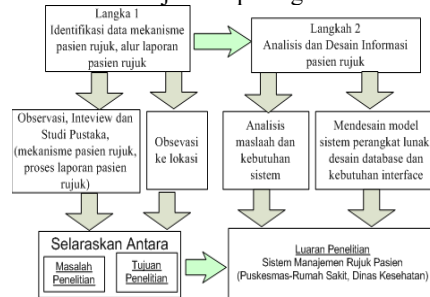 Langka 1
Identifikasi data mekanisme
pasien rujuk, alur laporan
pasien rujuk
Langkah 2
Analisis dan Desain Informasi
pasien rujuk
Observasi, Inteview dan
Studi Pustaka,
(mekanisme pasien rujuk,
proses laporan pasien
rujuk)
Obsevasi
ke lokasi
Analisis
maslaah dan
kebutuhan
sistem
Mendesain model
sistem perangkat lunak
desain database dan
kebutuhan interface
Selaraskan Antara
Masalah
Penelitian
Tujuan
Penelitian
Luaran Penelitian
Sistem Manajemen Rujuk Pasien
(Puskesmas-Rumah Sakit, Dinas Kesehatan)